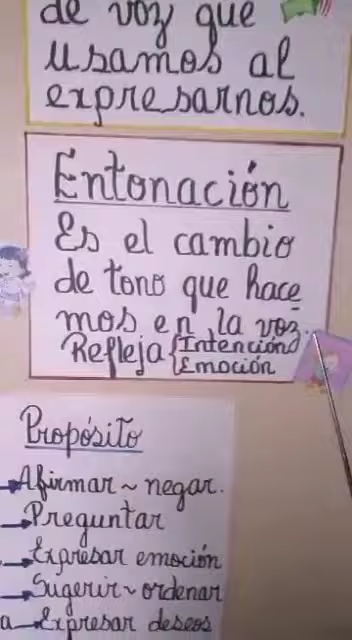 de voz que
usamos al
expresarnos.
Entonación
Es el cambio
de tono que hace
mos en la voz.
Refleja { Intención
{ Emoción
Propósito
→ Afirmar ~ negar.
→ Preguntar
→ Expresar emoción
→ Sugerir ~ ordenar
a → Expresar deseos